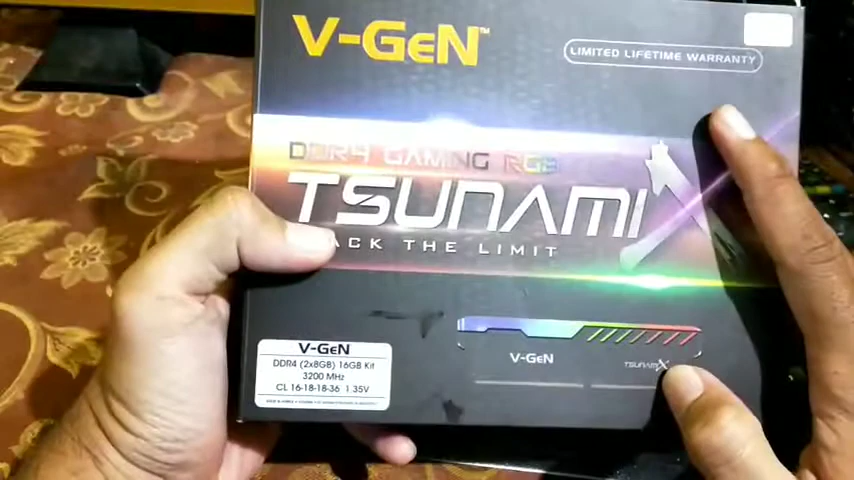 V-GeN™
LIMITED LIFETIME WARRANTY
DDR4 GAMING RGB
TSUNAMI X
ACK THE LIMIT
V-GeN
TSUNAMI X
V-GeN
DDR4 (2x8GB) 16GB Kit
3200 MHz
CL 16-18-18-36 1.35V